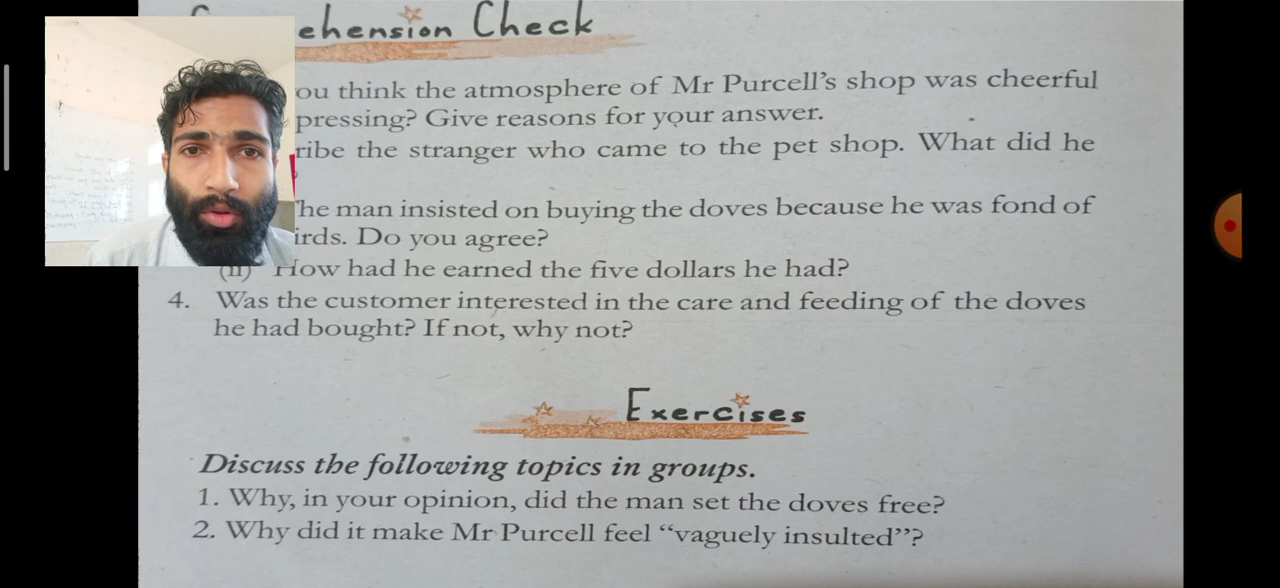 ehension Check
ou think the atmosphere of Mr Purcell's shop was cheerful
pressing? Give reasons for your answer.
ribe the stranger who came to the pet shop. What did he
he man insisted on buying the doves because he was fond of
irds. Do you agree?
(ii) How had he earned the five dollars he had?
4. Was the customer interested in the care and feeding of the doves
he had bought? If not, why not?
Exercises
Discuss the following topics in groups.
1. Why, in your opinion, did the man set the doves free?
2. Why did it make Mr Purcell feel "vaguely insulted"?